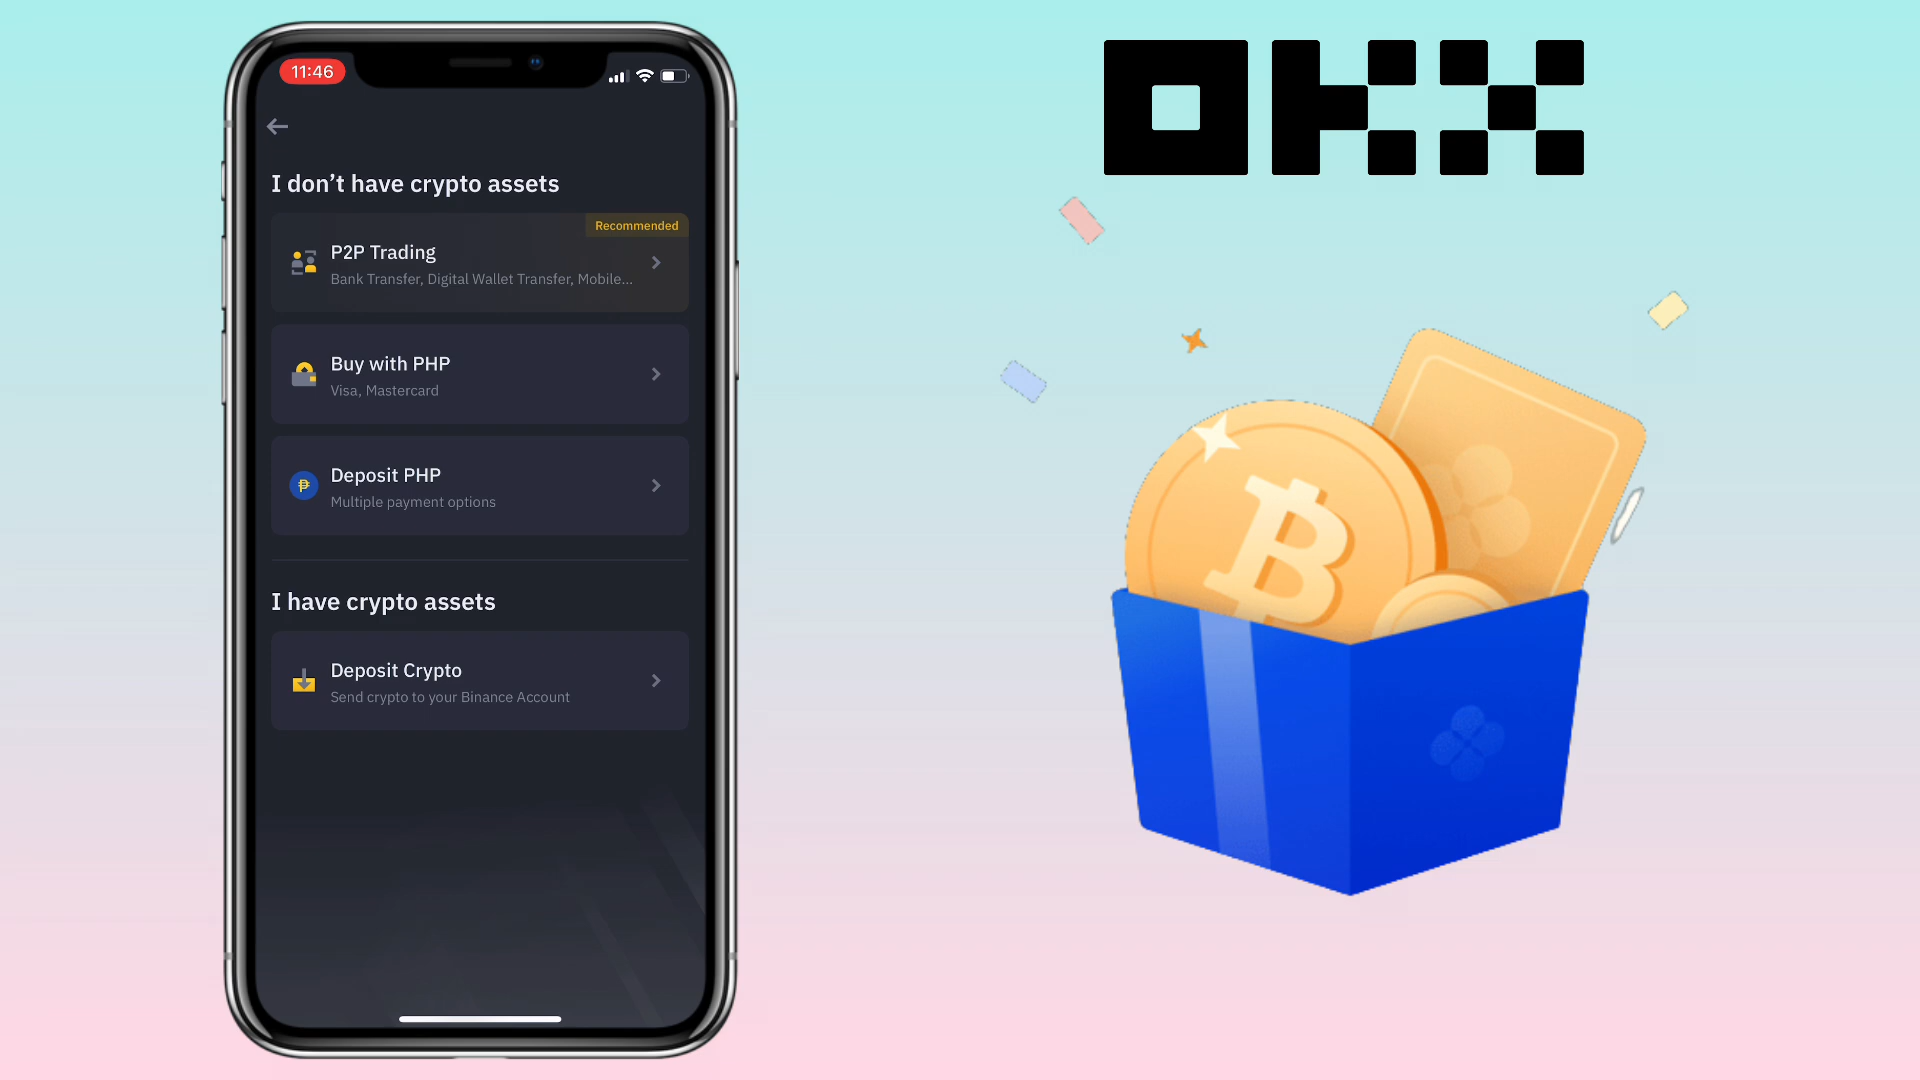 11:46
I don’t have crypto assets
Recommended
P2P Trading
Bank Transfer, Digital Wallet Transfer, Mobile...
Buy with PHP
Visa, Mastercard
Deposit PHP
Multiple payment options
I have crypto assets
Deposit Crypto
Send crypto to your Binance Account
OKX